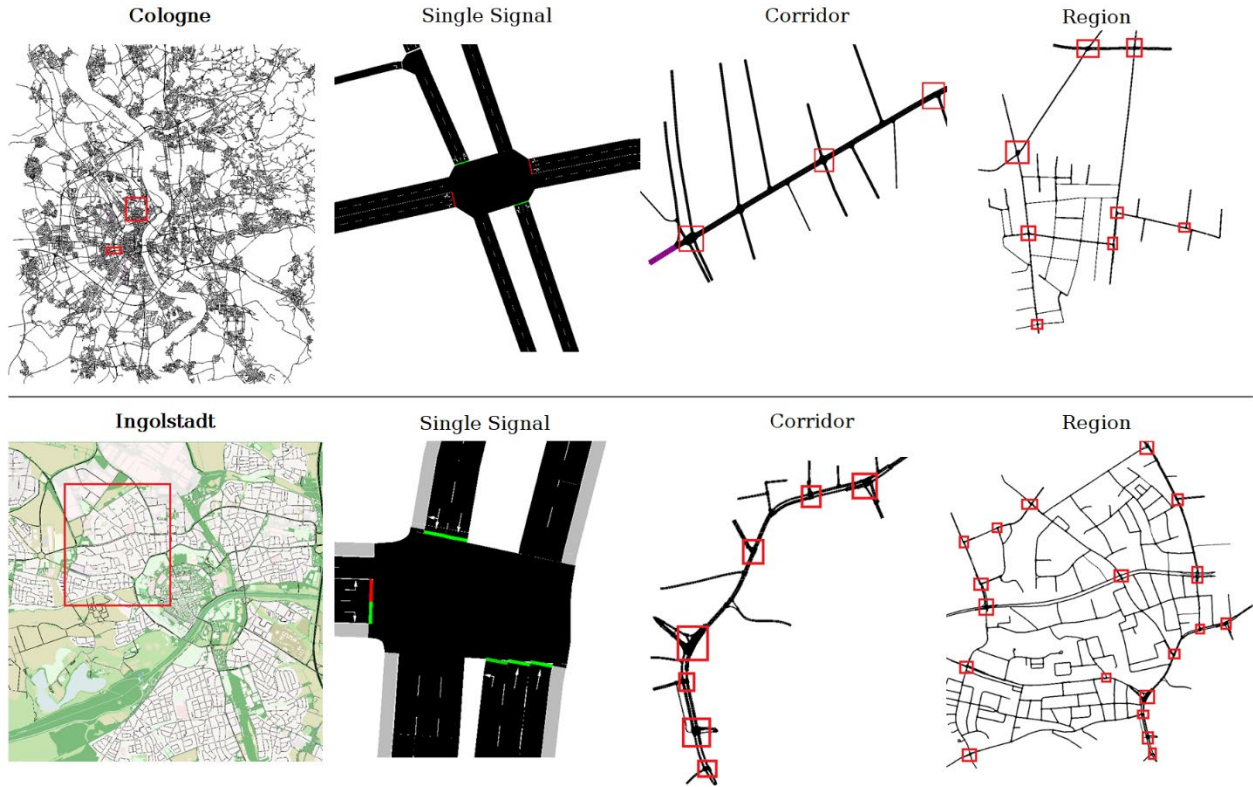 Cologne
Single Signal
Corridor
Region
Ingolstadt
Single Signal
Corridor
Region